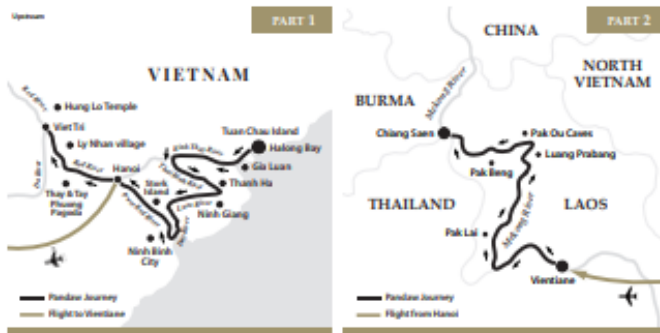 Upstream
PART 1
VIETNAM
Red River
Hung Lo Temple
Viet Tri
Ly Nhan village
Tuan Chau Island
Halong Bay
Gia Luan
Red River
Hanoi
Thanh Ha
Stork
Island
Thay & Tay
Phuong
Pagoda
Ninh Giang
Ninh Binh
City
Pandaw Journey
Flight to Vientiane
PART 2
CHINA
NORTH
VIETNAM
BURMA
Mekong River
Chiang Saen
Pak Ou Caves
Luang Prabang
Pak Beng
THAILAND
LAOS
Mekong River
Pak Lai
Vientiane
Pandaw Journey
Flight from Hanoi